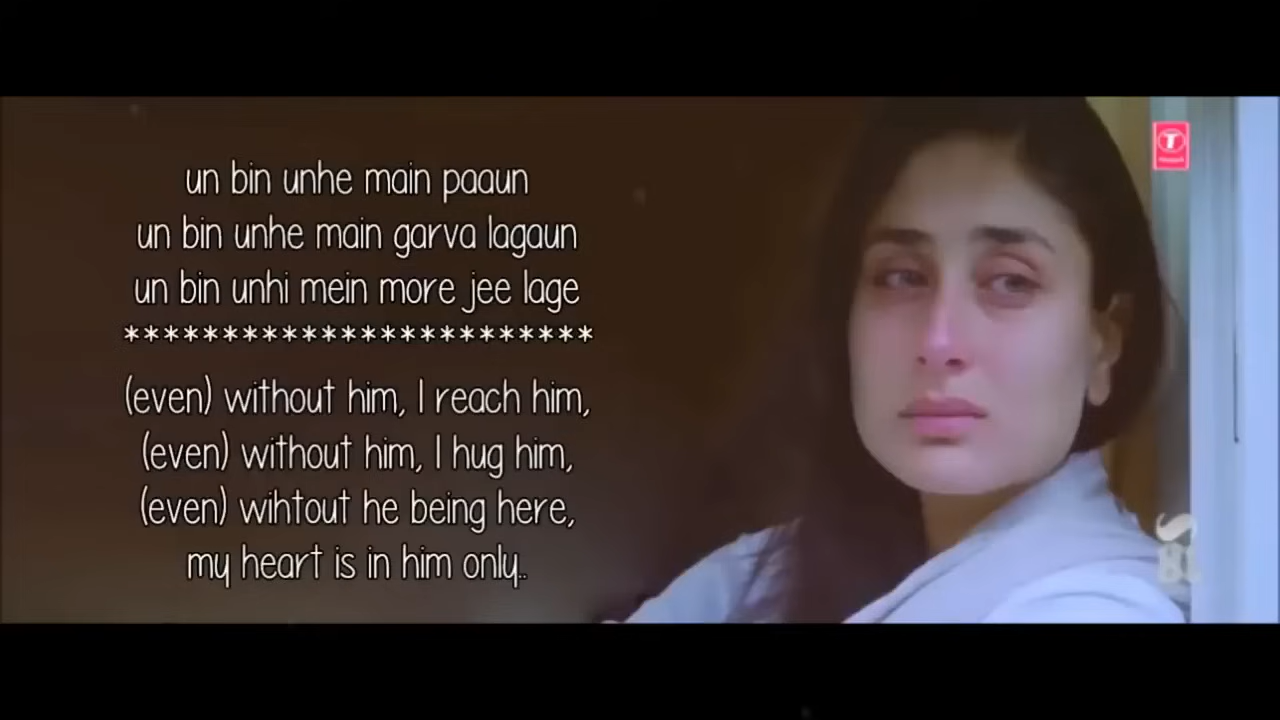 un bin unhe main paaun
un bin unhe main garva lagaun
un bin unhi mein more jee lage
************************
(even) without him, I reach him,
(even) without him, I hug him,
(even) wihtout he being here,
my heart is in him only..
T